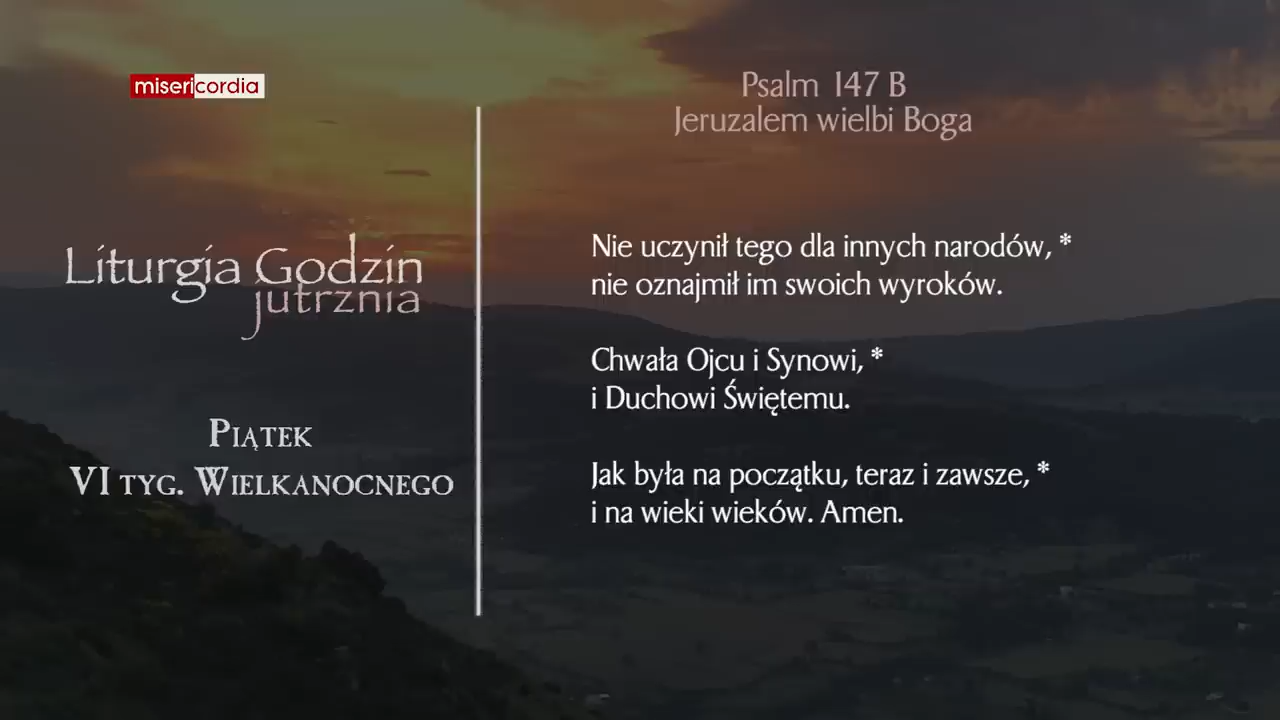 misericordia
Liturgia Godzin
jutrznia
Piątek
VI tyg. Wielkanocnego
Psalm 147 B
Jeruzalem wielbi Boga
Nie uczynił tego dla innych narodów, *
nie oznajmił im swoich wyroków.
Chwała Ojcu i Synowi, *
i Duchowi Świętemu.
Jak była na początku, teraz i zawsze, *
i na wieki wieków. Amen.